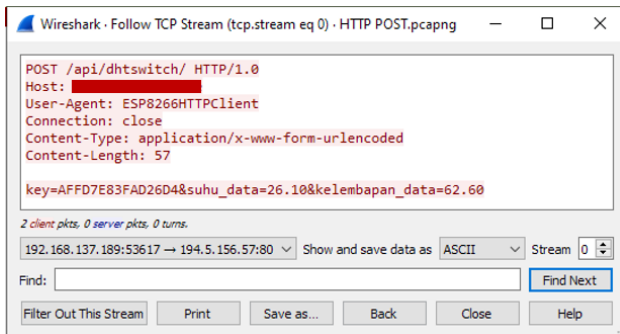 Wireshark · Follow TCP Stream (tcp.stream eq 0) · HTTP POST.pcapng
POST /api/dhtswitch/ HTTP/1.0
Host:
User-Agent: ESP8266HTTPClient
Connection: close
Content-Type: application/x-www-form-urlencoded
Content-Length: 57
key=AFFD7E83FAD26D4&suhu_data=26.10&kelembapan_data=62.60
2 client pkts, 0 server pkts, 0 turns.
192.168.137.189:53617 → 194.5.156.57:80 Show and save data as ASCII Stream 0
Find: Find Next
Filter Out This Stream Print Save as... Back Close Help